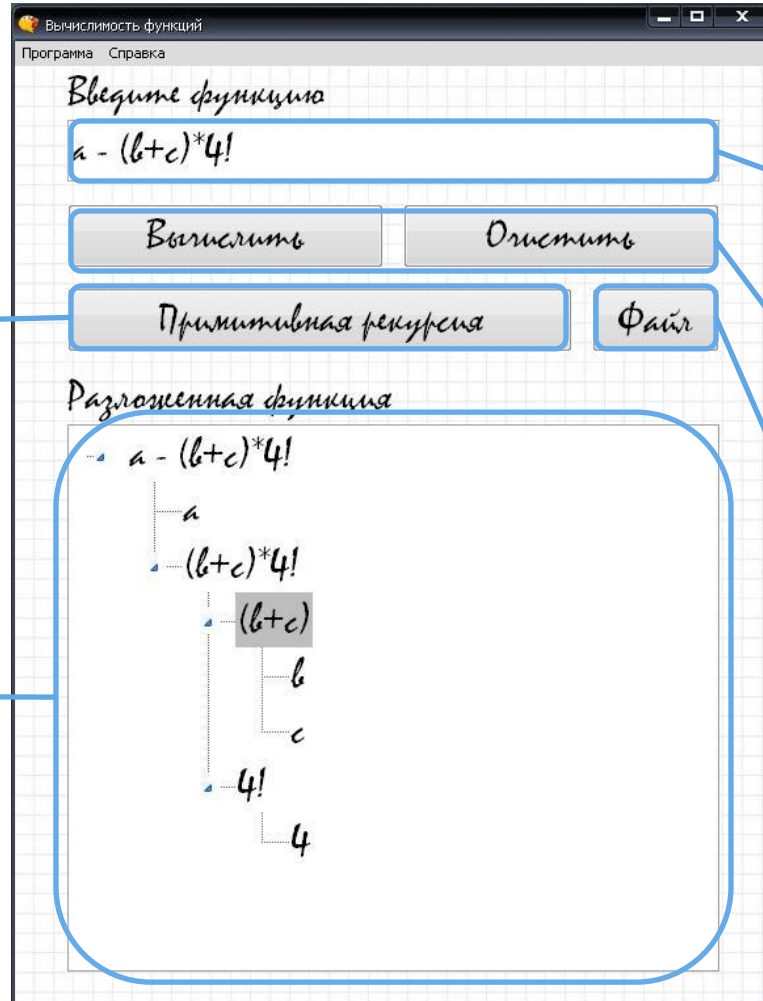 Вычислимость функций
Программа Справка
Введите функцию
a - (b+c)*4!
Вычислить Очистить
Примитивная рекурсия Файл
Разложенная функция
a - (b+c)*4!
a
(b+c)*4!
(b+c)
b
c
4!
4